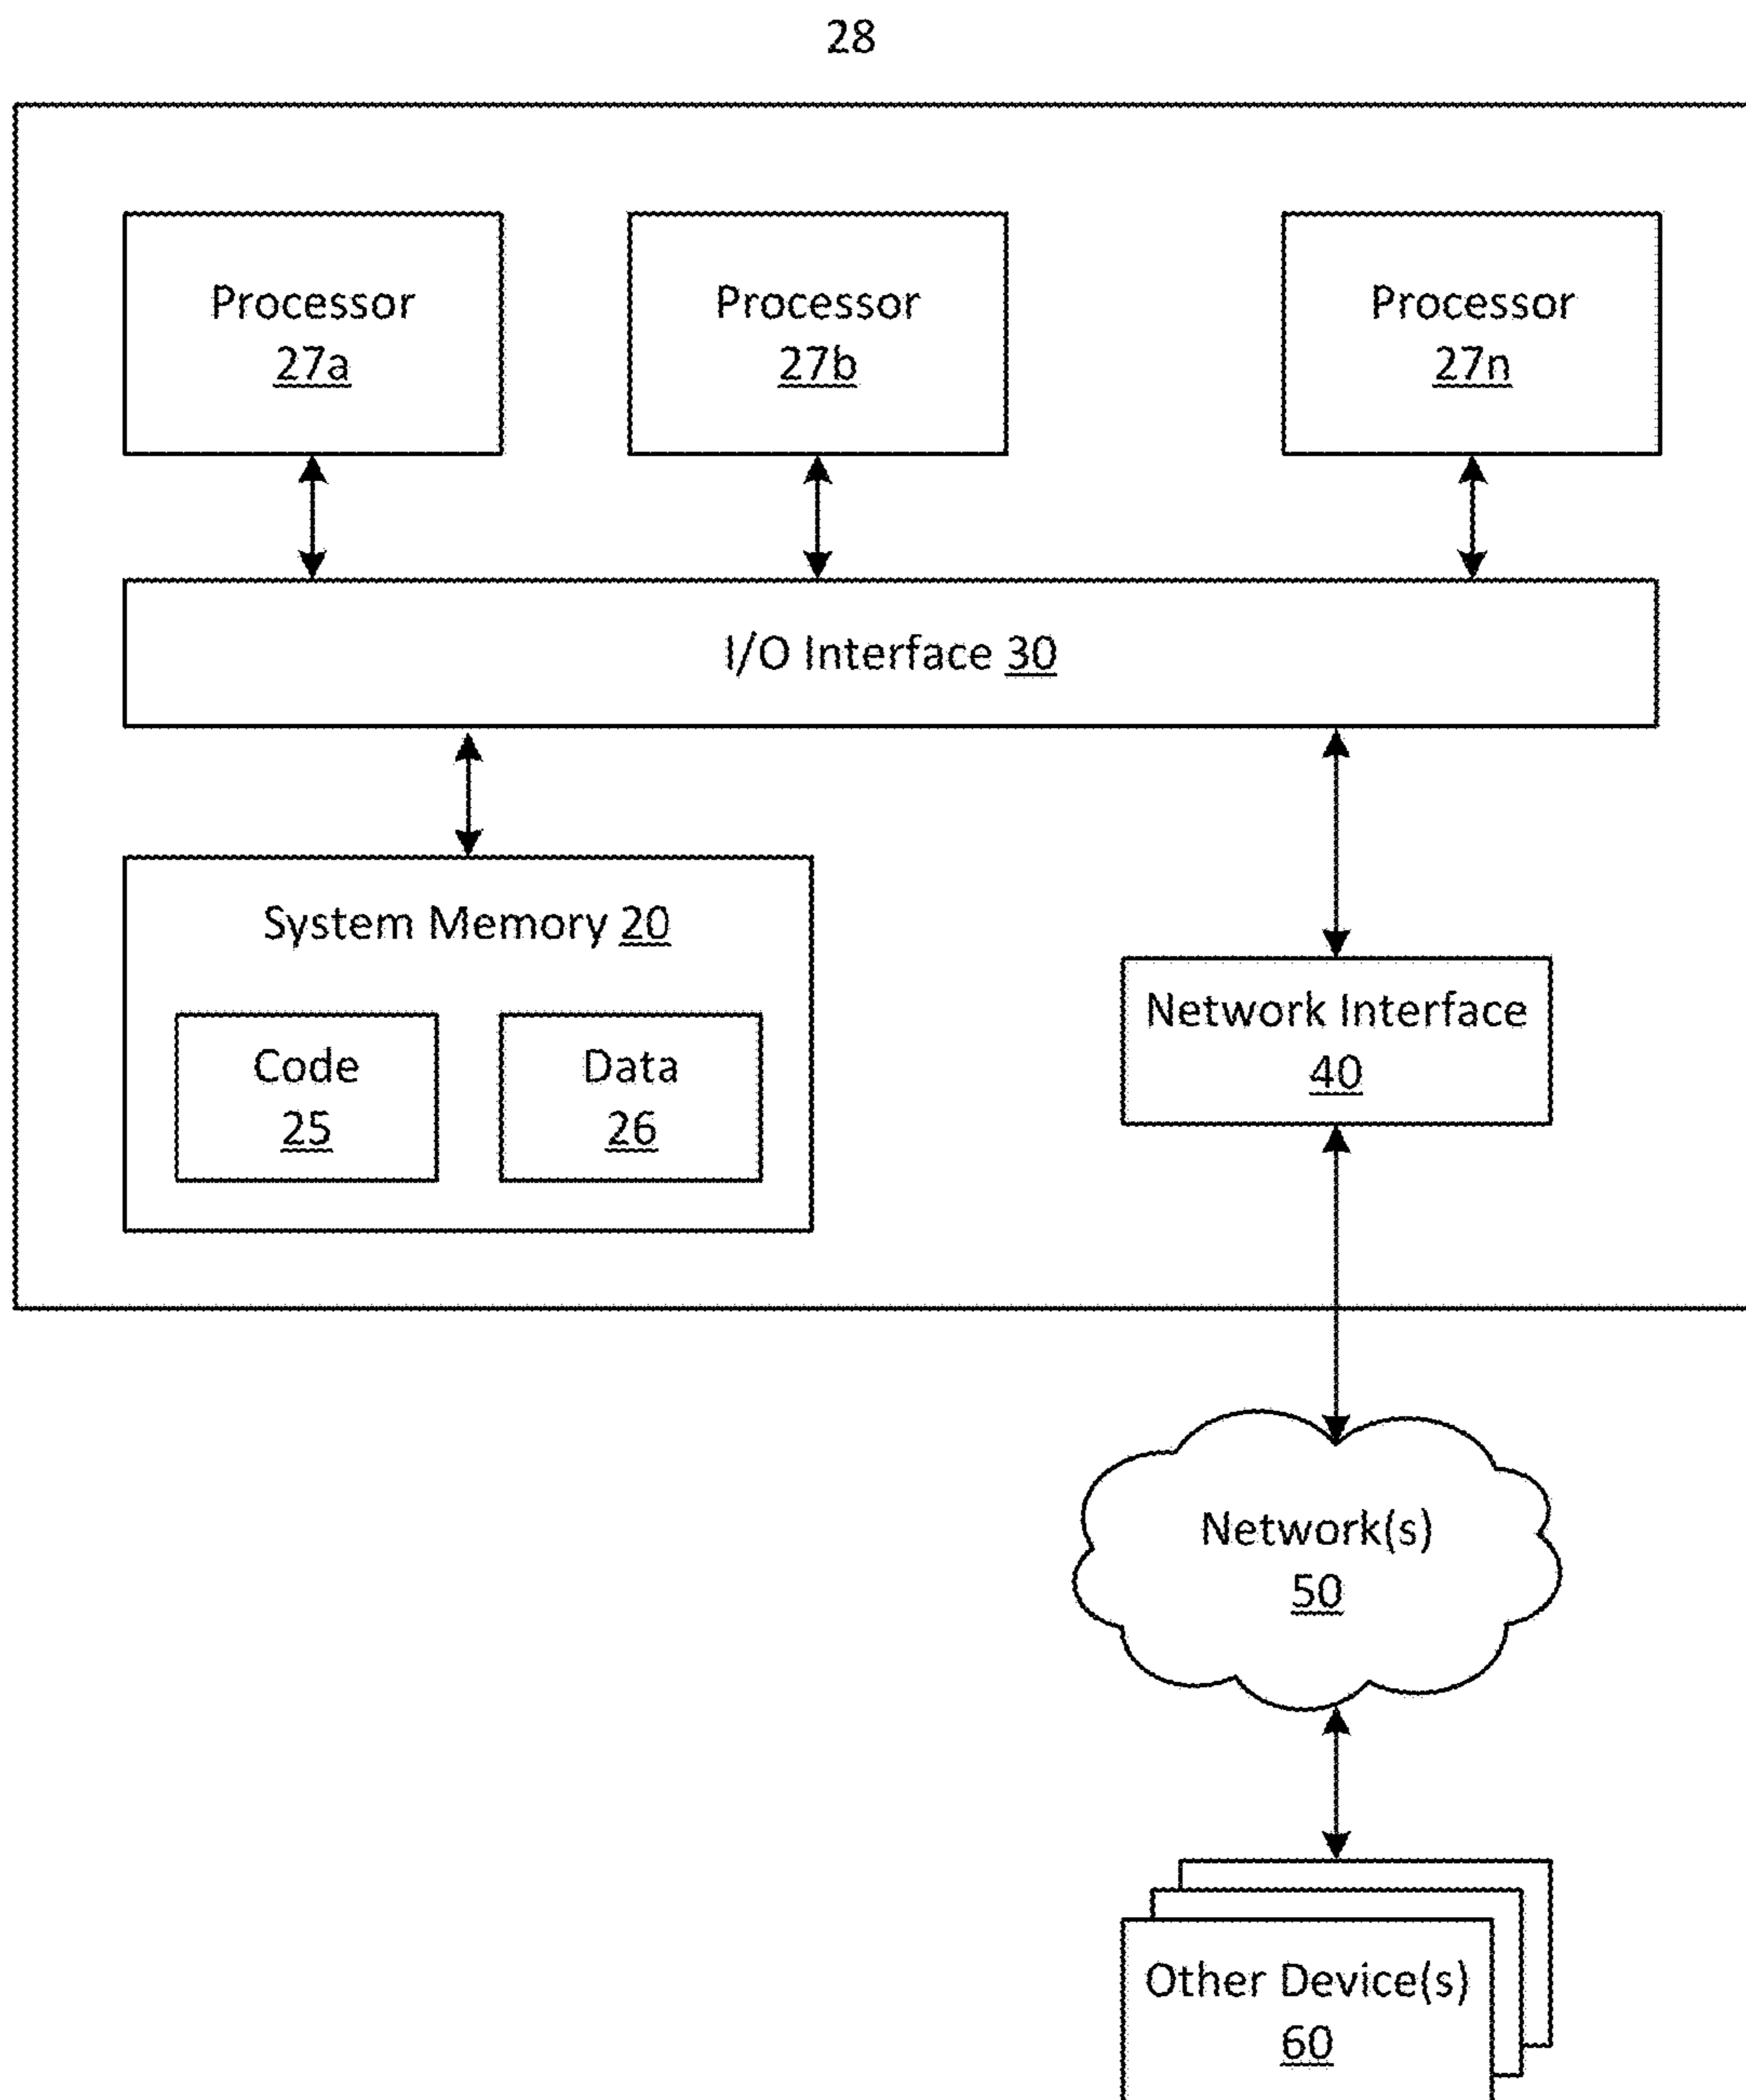 28
Processor
27a
Processor
27b
Processor
27n
I/O Interface 30
System Memory 20
Code
25
Data
26
Network Interface
40
Network(s)
50
Other Device(s)
60